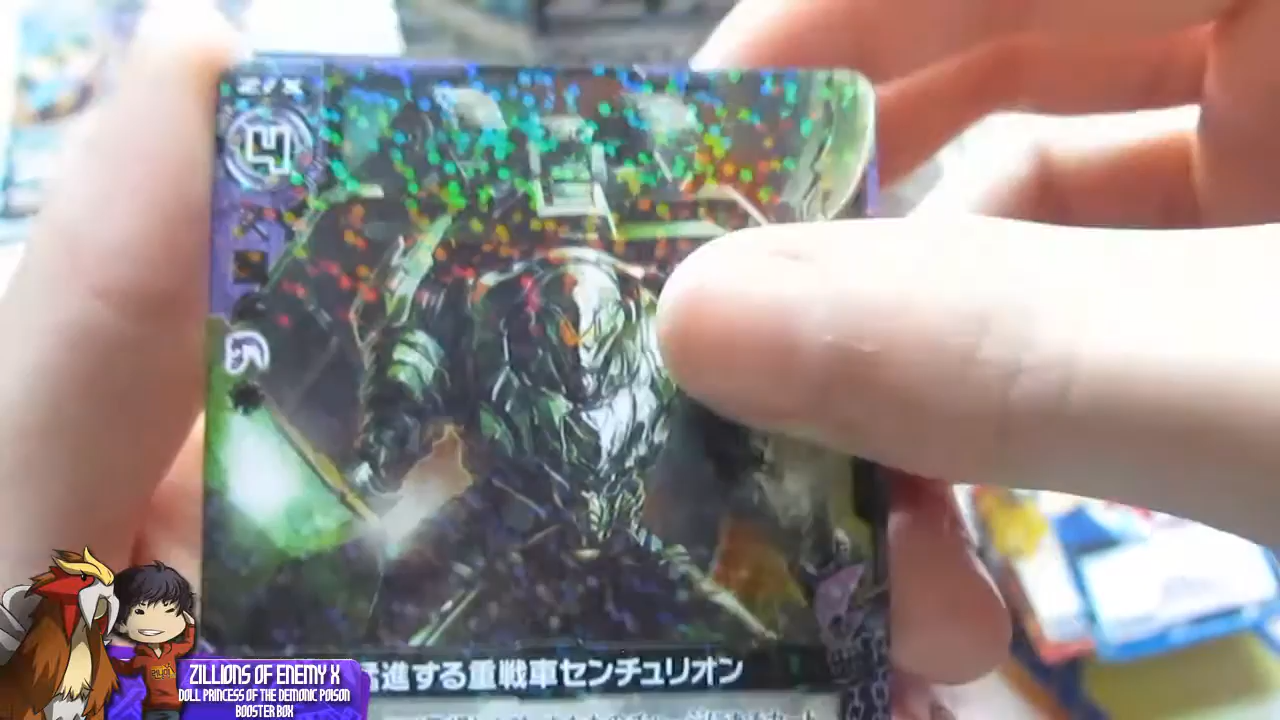 Z/X
5
猛進する重戦車センチュリオン
ZILLIONS OF ENEMY X
DOLL PRINCESS OF THE DEMONIC POISON
BOOSTER BOX